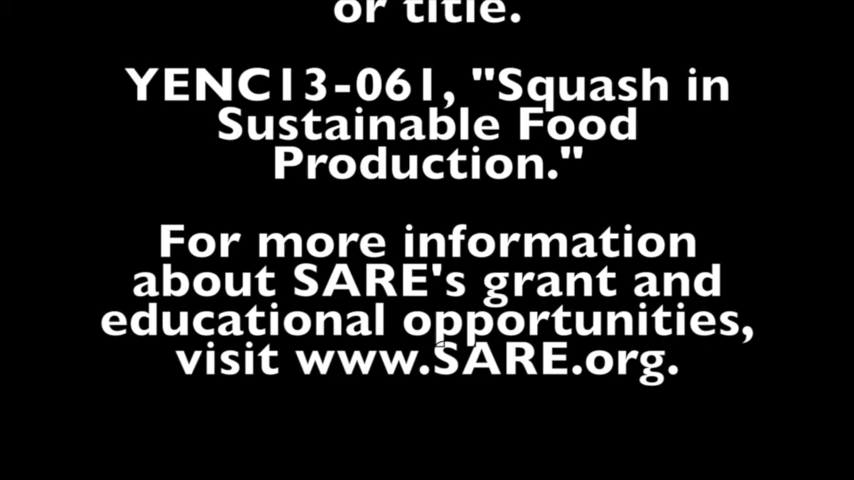 or title.
YENC13-061, "Squash in
Sustainable Food
Production."
For more information
about SARE's grant and
educational opportunities,
visit www.SARE.org.